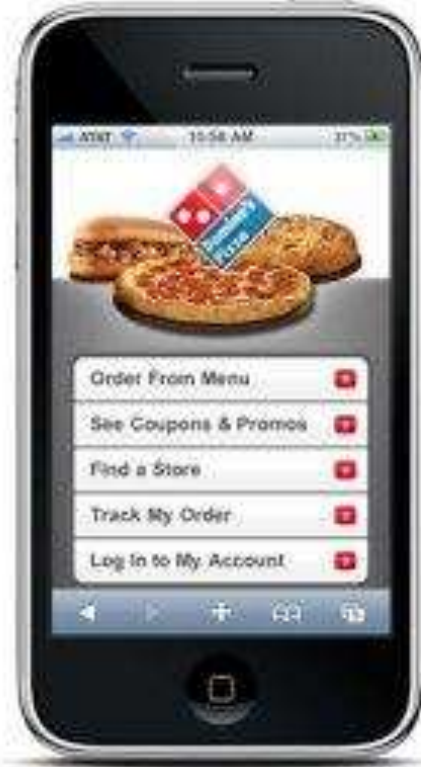 AT&T 10:56 AM 37%
Domino's
Pizza
Order From Menu
See Coupons & Promos
Find a Store
Track My Order
Log In to My Account